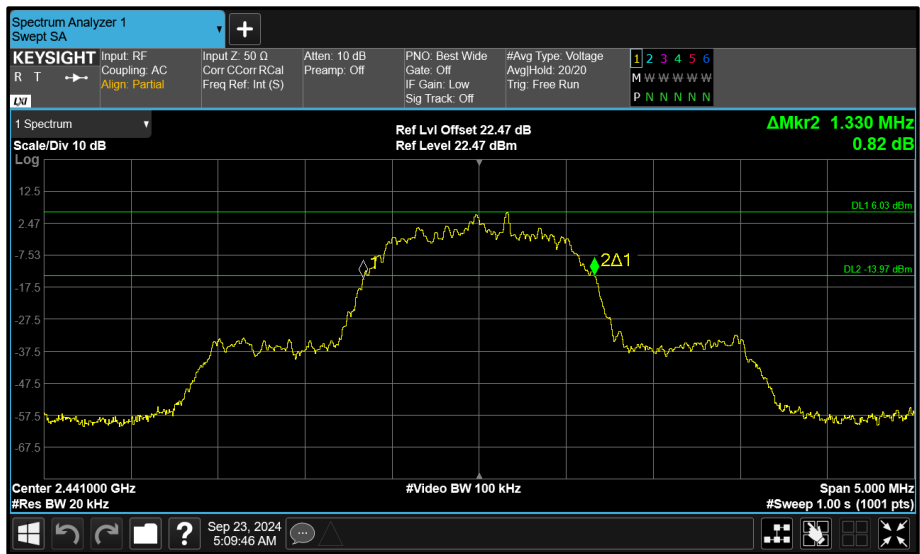 Spectrum Analyzer 1
Swept SA
+
KEYSIGHT Input: RF Input Z: 50 Ω Atten: 10 dB PNO: Best Wide #Avg Type: Voltage 1 2 3 4 5 6
R T Coupling: AC Corr CCorr RCal Preamp: Off Gate: Off Avg|Hold: 20/20 M W W W W W
Align: Partial Freq Ref: Int (S) IF Gain: Low Trig: Free Run
LXI Sig Track: Off P N N N N N
1 Spectrum Ref Lvl Offset 22.47 dB ΔMkr2 1.330 MHz
Scale/Div 10 dB Ref Level 22.47 dBm 0.82 dB
Log
12.5
DL1 6.03 dBm
2.47
-7.53
1 2Δ1
DL2 -13.97 dBm
-17.5
-27.5
-37.5
-47.5
-57.5
-67.5
Center 2.441000 GHz #Video BW 100 kHz Span 5.000 MHz
#Res BW 20 kHz #Sweep 1.00 s (1001 pts)
? Sep 23, 2024
5:09:46 AM